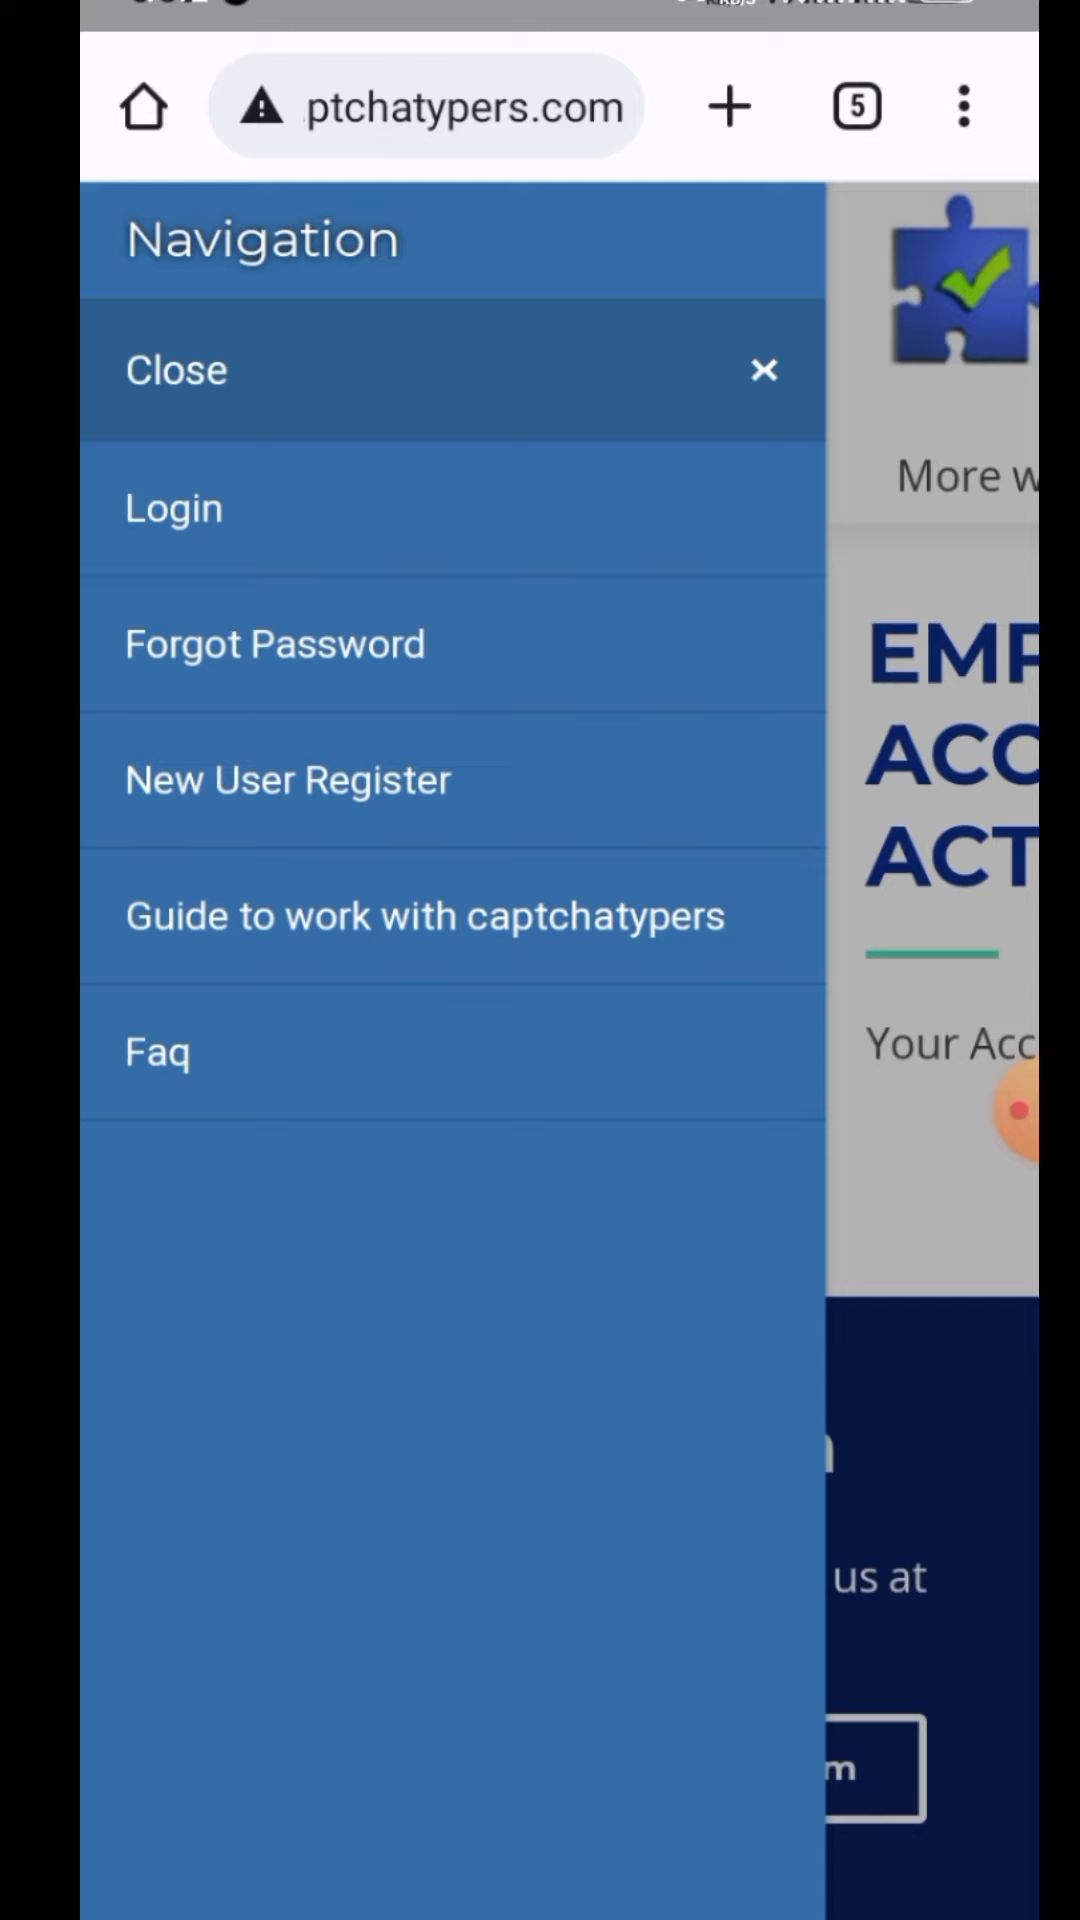 ptchatypers.com
5
Navigation
Close
Login
Forgot Password
New User Register
Guide to work with captchatypers
Faq
More w
EMP
ACC
ACT
Your Acc
us at
m